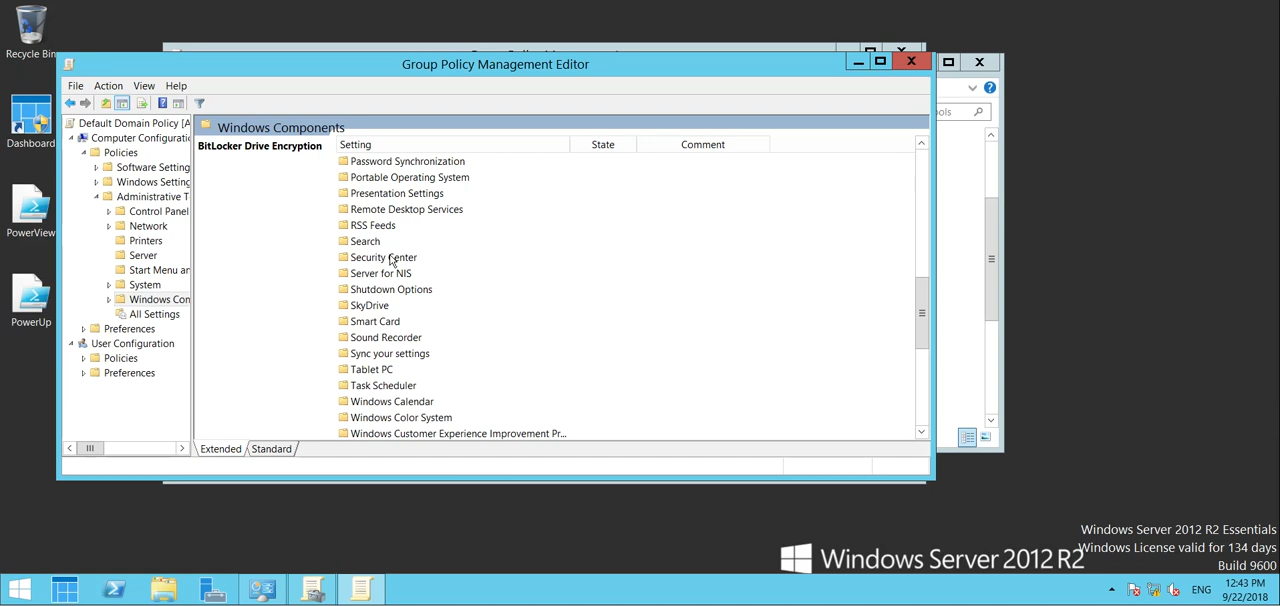 Recycle Bin
Dashboard
PowerView
PowerUp
Group Policy Management Editor
File Action View Help
Default Domain Policy [A
Computer Configuratio
Policies
Software Setting
Windows Setting
Administrative T
Control Panel
Network
Printers
Server
Start Menu an
System
Windows Con
All Settings
Preferences
User Configuration
Policies
Preferences
Windows Components
BitLocker Drive Encryption
Setting State Comment
Password Synchronization
Portable Operating System
Presentation Settings
Remote Desktop Services
RSS Feeds
Search
Security Center
Server for NIS
Shutdown Options
SkyDrive
Smart Card
Sound Recorder
Sync your settings
Tablet PC
Task Scheduler
Windows Calendar
Windows Color System
Windows Customer Experience Improvement Pr...
Extended Standard
ools
Windows Server 2012 R2
Windows Server 2012 R2 Essentials
Windows License valid for 134 days
Build 9600
ENG
12:43 PM
9/22/2018